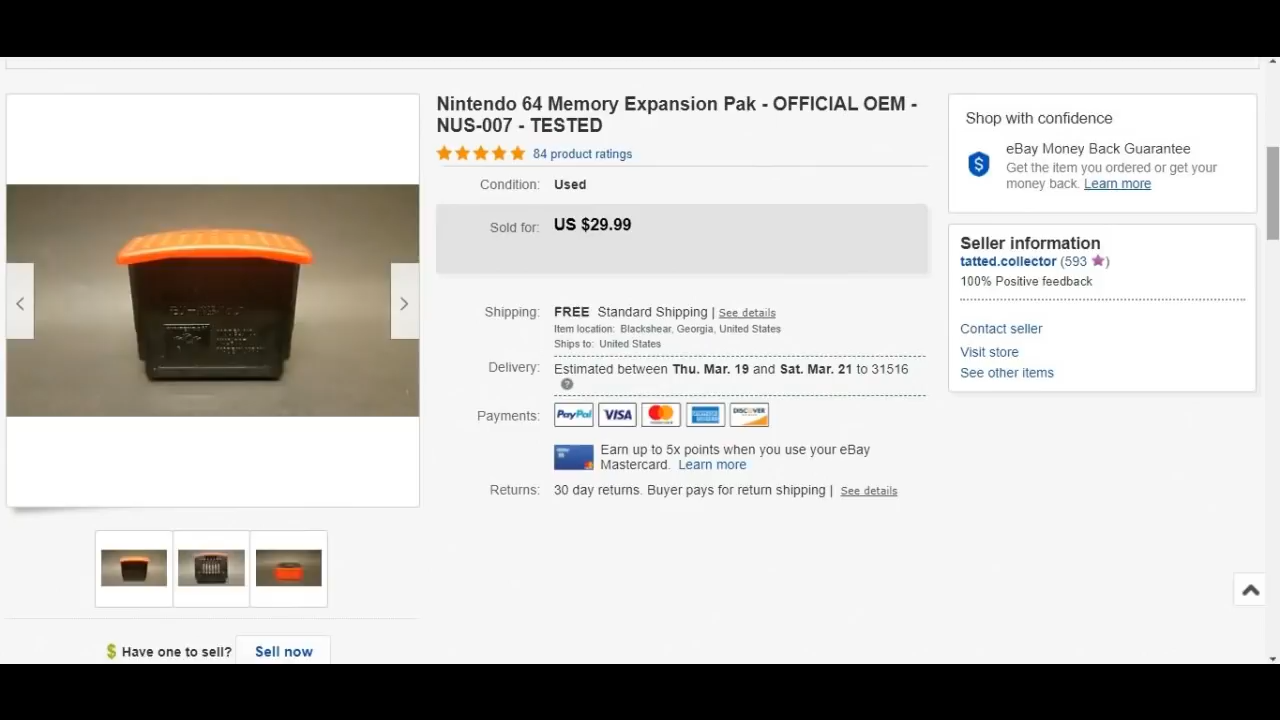 Nintendo 64 Memory Expansion Pak - OFFICIAL OEM -
NUS-007 - TESTED
84 product ratings
Condition: Used
Sold for: US $29.99
Shipping: FREE Standard Shipping | See details
Item location: Blackshear, Georgia, United States
Ships to: United States
Delivery: Estimated between Thu. Mar. 19 and Sat. Mar. 21 to 31516
?
Payments: PayPal VISA MasterCard AMERICAN EXPRESS DISCOVER
Earn up to 5x points when you use your eBay
Mastercard. Learn more
Returns: 30 day returns. Buyer pays for return shipping | See details
Shop with confidence
$
eBay Money Back Guarantee
Get the item you ordered or get your
money back. Learn more
Seller information
tatted.collector (593)
100% Positive feedback
Contact seller
Visit store
See other items
$ Have one to sell? Sell now